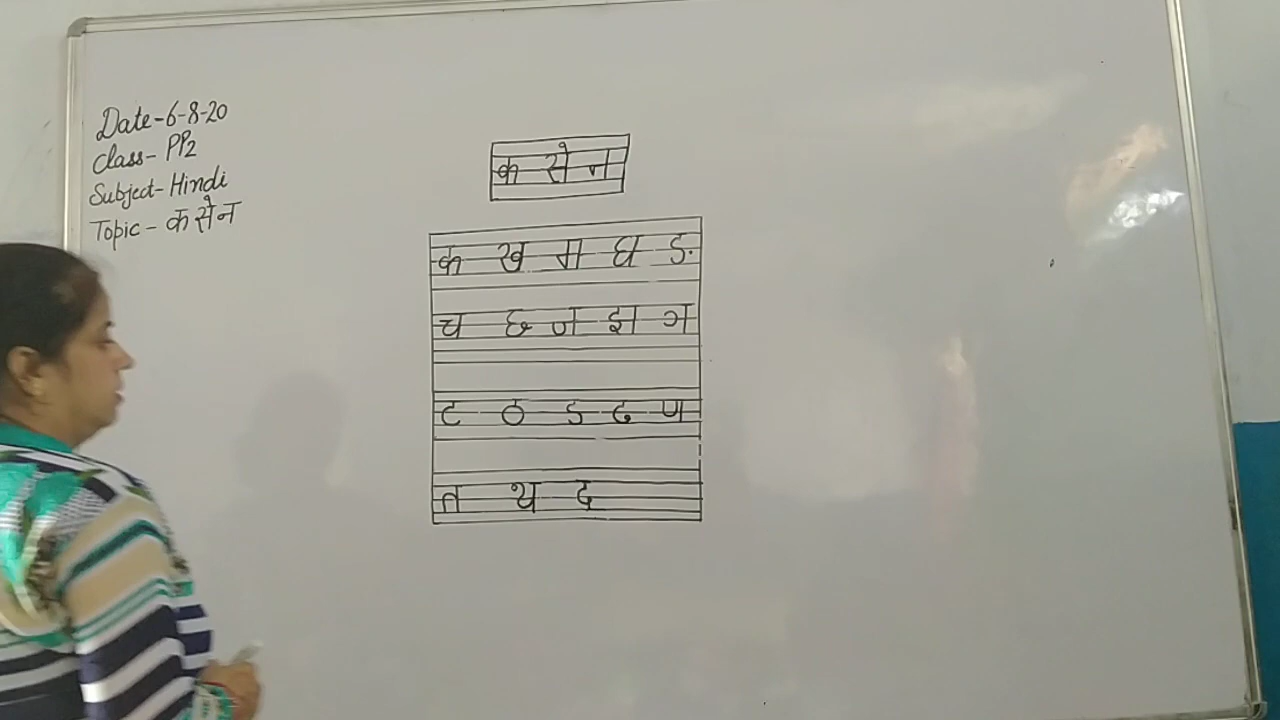 Date-6-8-20
Class- PP2
Subject- Hindi
Topic- क से न
क से न
क ख ग घ ङ
च छ ज झ ञ
ट ठ ड ढ ण
त थ द